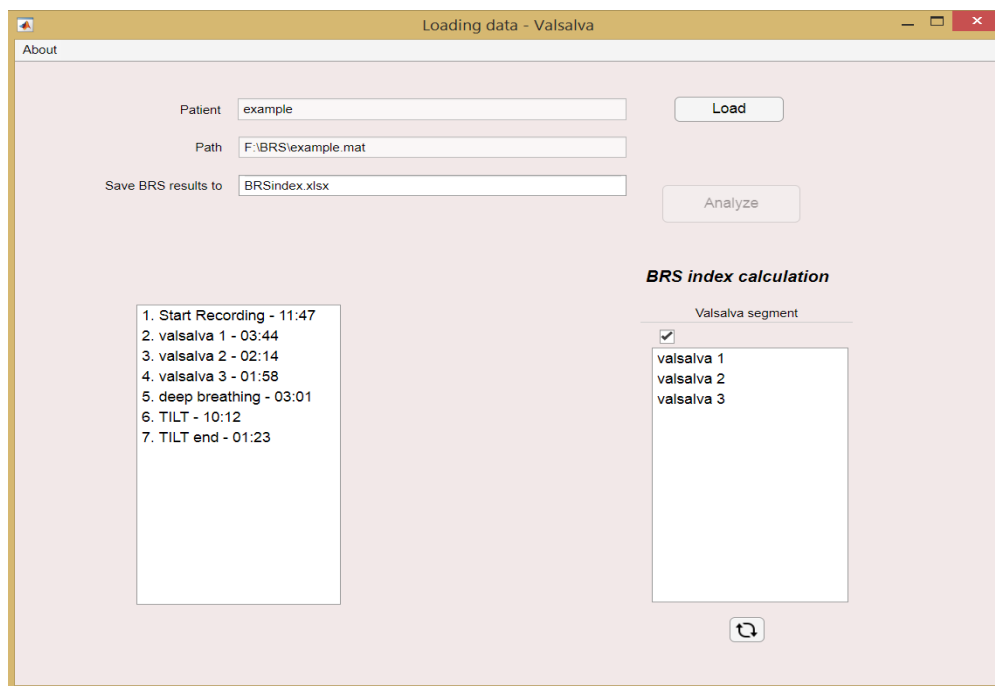 Loading data - Valsalva
About
Patient
example
Load
Path
F:\BRS\example.mat
Save BRS results to
BRSindex.xlsx
Analyze
BRS index calculation
1. Start Recording - 11:47
2. valsalva 1 - 03:44
3. valsalva 2 - 02:14
4. valsalva 3 - 01:58
5. deep breathing - 03:01
6. TILT - 10:12
7. TILT end - 01:23
Valsalva segment
valsalva 1
valsalva 2
valsalva 3